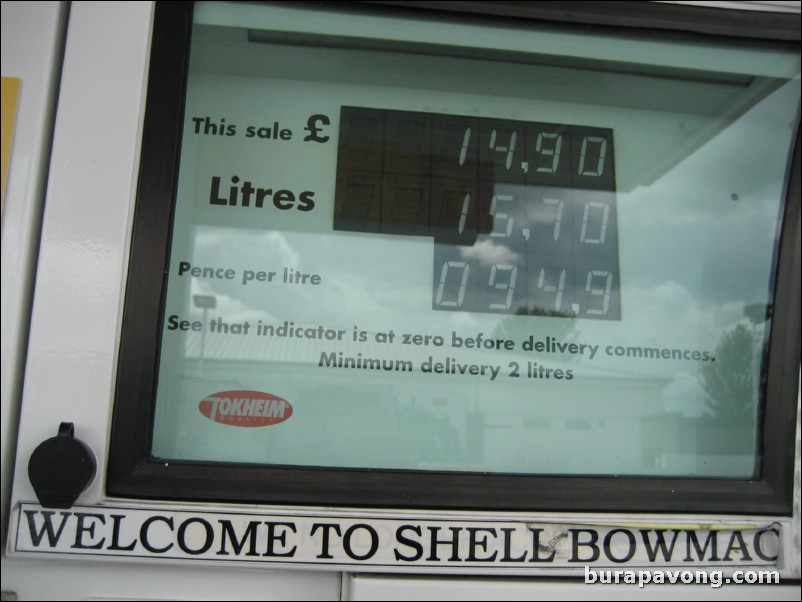 This sale £ 14.90
Litres 15.70
Pence per litre 094.9
See that indicator is at zero before delivery commences.
Minimum delivery 2 litres
TOKHEIM
QUALITY
WELCOME TO SHELL BOWMAC
burapavong.com